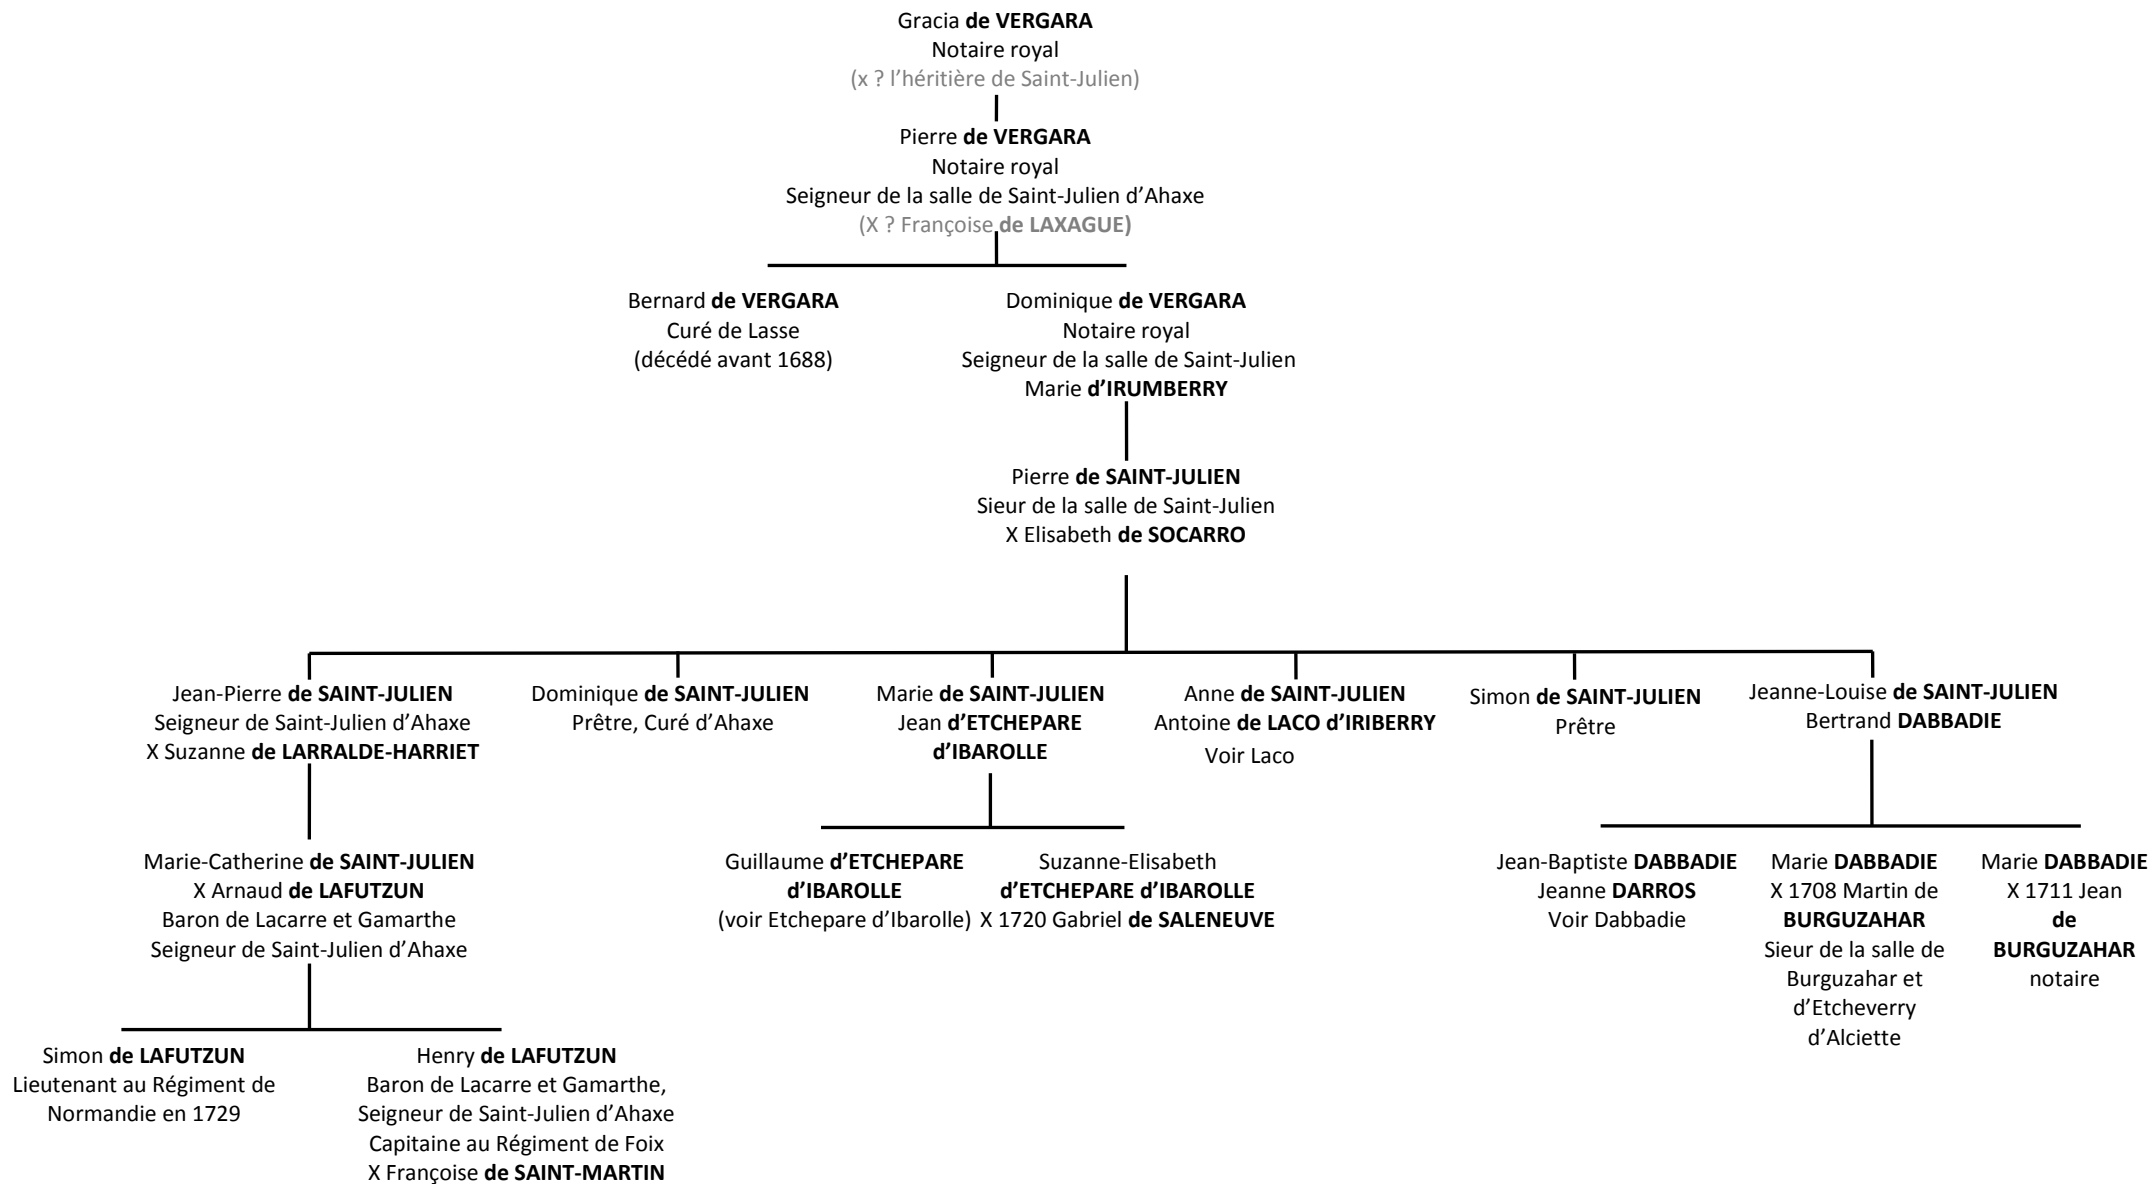 Gracia de VERGARA
Notaire royal
(x ? l’héritière de Saint-Julien)
Pierre de VERGARA
Notaire royal
Seigneur de la salle de Saint-Julien d’Ahaxe
(X ? Françoise de LAXAGUE)
Bernard de VERGARA
Curé de Lasse
(décédé avant 1688)
Dominique de VERGARA
Notaire royal
Seigneur de la salle de Saint-Julien
Marie d’IRUMBERRY
Pierre de SAINT-JULIEN
Sieur de la salle de Saint-Julien
X Elisabeth de SOCARRO
Jean-Pierre de SAINT-JULIEN
Seigneur de Saint-Julien d’Ahaxe
X Suzanne de LARRALDE-HARRIET
Dominique de SAINT-JULIEN
Prêtre, Curé d’Ahaxe
Marie de SAINT-JULIEN
Jean d’ETCHEPARE
d’IBAROLLE
Anne de SAINT-JULIEN
Antoine de LACO d’IRIBERRY
Voir Laco
Simon de SAINT-JULIEN
Prêtre
Jeanne-Louise de SAINT-JULIEN
Bertrand DABBADIE
Marie-Catherine de SAINT-JULIEN
X Arnaud de LAFUTZUN
Baron de Lacarre et Gamarthe
Seigneur de Saint-Julien d’Ahaxe
Guillaume d’ETCHEPARE
d’IBAROLLE
(voir Etchepare d’Ibarolle)
Suzanne-Elisabeth
d’ETCHEPARE d’IBAROLLE
X 1720 Gabriel de SALENEUVE
Jean-Baptiste DABBADIE
Jeanne DARROS
Voir Dabbadie
Marie DABBADIE
X 1708 Martin de
BURGUZAHAR
Sieur de la salle de
Burguzahar et
d’Etcheverry
d’Alciette
Marie DABBADIE
X 1711 Jean
de
BURGUZAHAR
notaire
Simon de LAFUTZUN
Lieutenant au Régiment de
Normandie en 1729
Henry de LAFUTZUN
Baron de Lacarre et Gamarthe,
Seigneur de Saint-Julien d’Ahaxe
Capitaine au Régiment de Foix
X Françoise de SAINT-MARTIN